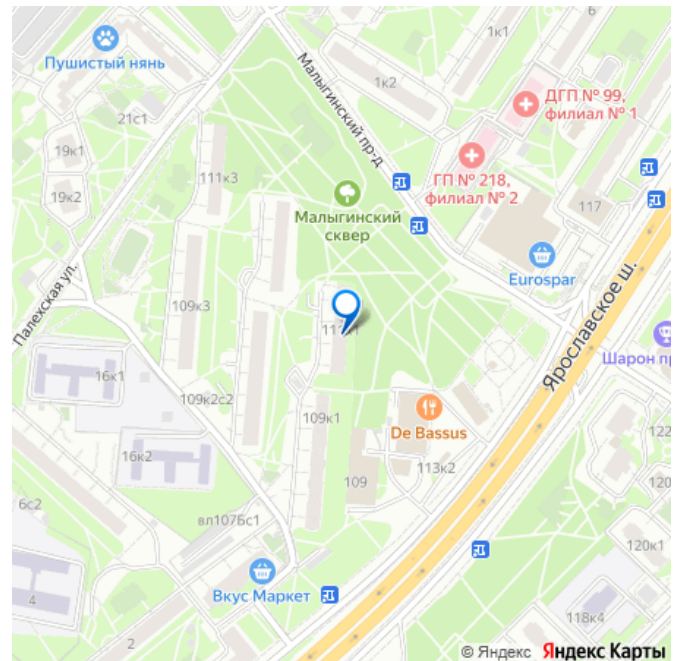 6
1к1
Пушистый нянь
1к2
Малыгинский пр-д
ДГП № 99,
филиал № 1
21с1
19к1
ГП № 218,
филиал № 2
111к3
19к2
117
Малыгинский
сквер
Eurospar
Палехская ул.
109к3
Ярославское ш.
Шарон пр
16к1
109к2с2
De Bassus
109к1
122
16к2
113к2
109
120
6с2
вл107Бс1
120к1
Вкус Маркет
4
118к4
2
© Яндекс Яндекс Карты